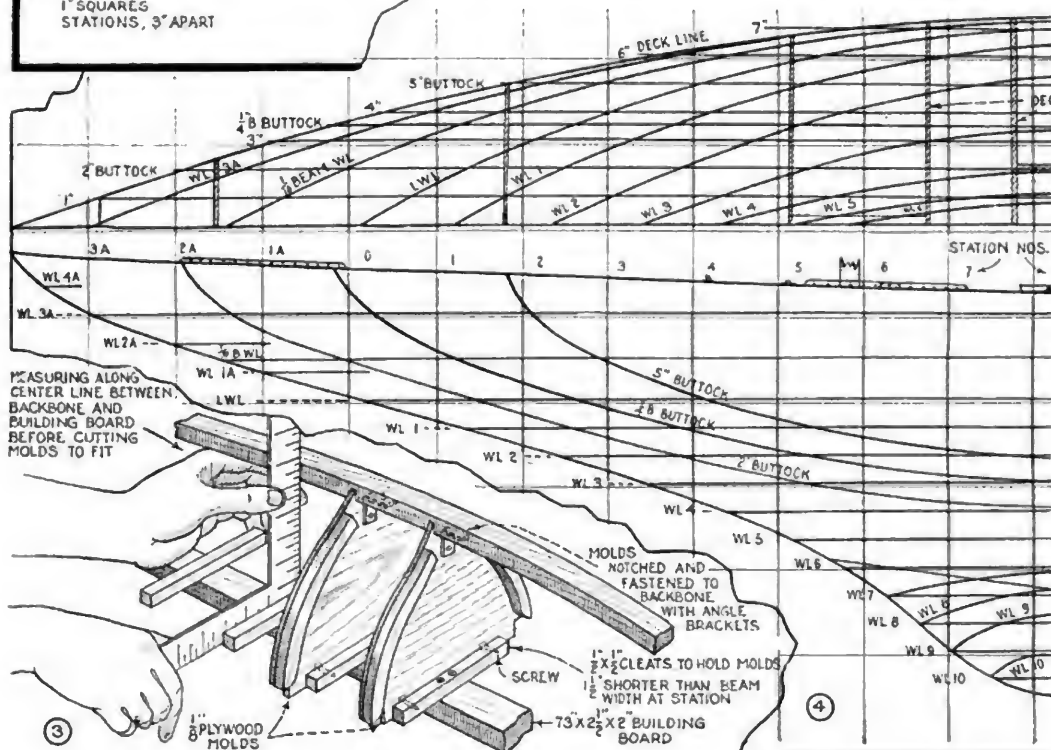 1" SQUARES
STATIONS, 3" APART
7"
6" DECK LINE
5" BUTTOCK
4"
1/4 B BUTTOCK
3"
2" BUTTOCK
WL 3A
BEAM WL
LWL
WL 1
1"
WL 2
WL 3
WL 4
WL 5
3A
2A
1A
0
1
2
3
4
5
6
7
STATION NOS.
WL 4A
WL 3A
WL 2A
B WL
WL 1A
LWL
WL 1
WL 2
WL 3
WL 4
WL 5
WL 6
WL 7
WL 8
WL 9
WL 10
5" BUTTOCK
1/4 B BUTTOCK
2" BUTTOCK
WL 8
WL 9
WL 10
MEASURING ALONG
CENTER LINE BETWEEN
BACKBONE AND
BUILDING BOARD
BEFORE CUTTING
MOLDS TO FIT
MOLDS
NOTCHED AND
FASTENED TO
BACKBONE
WITH ANGLE
BRACKETS
SCREW
1/2" X 1/2" CLEATS TO HOLD MOLDS
1 1/2" SHORTER THAN BEAM
WIDTH AT STATION
73" X 2 1/2" X 2" BUILDING
BOARD
1/8" PLYWOOD
MOLDS
3
4